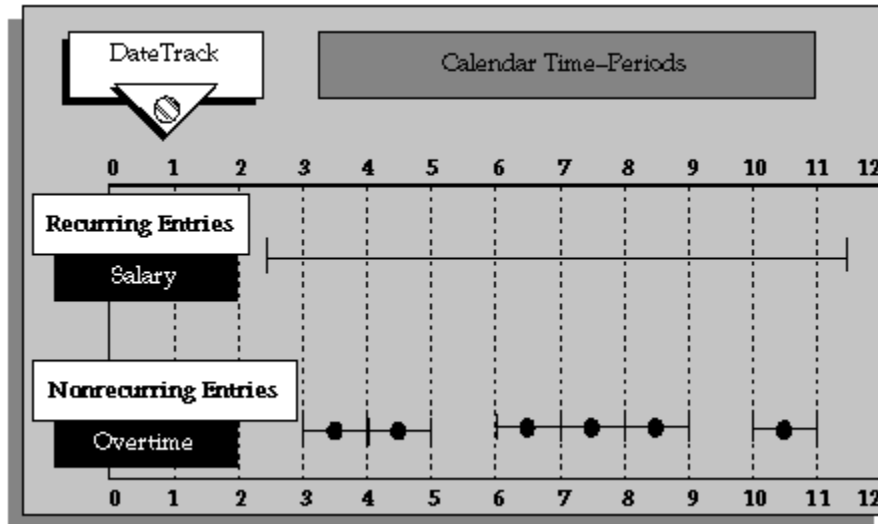 DateTrack
Calendar Time-Periods
0 1 2 3 4 5 6 7 8 9 10 11 12
Recurring Entries
Salary
Nonrecurring Entries
Overtime
0 1 2 3 4 5 6 7 8 9 10 11 12